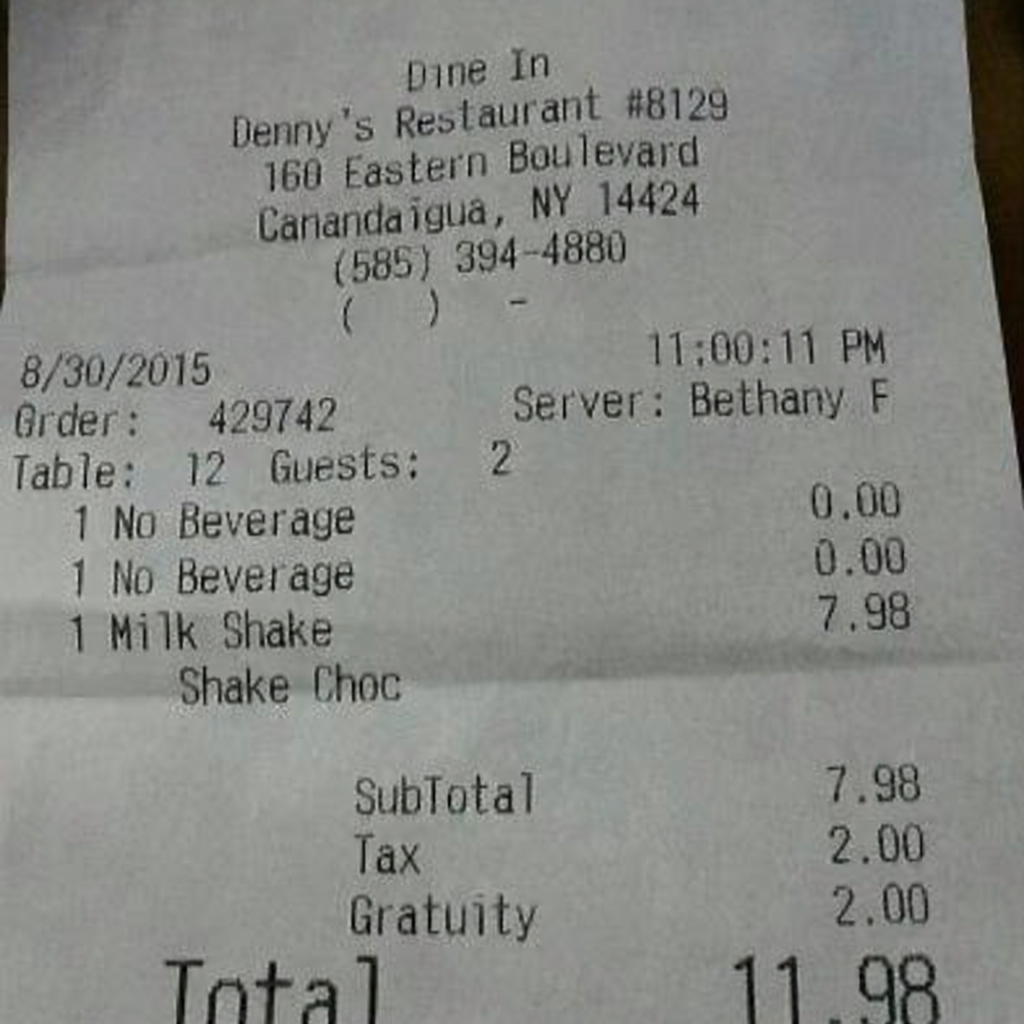 Dine In
Denny's Restaurant #8129
160 Eastern Boulevard
Canandaigua, NY 14424
(585) 394-4880
( ) -
8/30/2015 11:00:11 PM
Order: 429742 Server: Bethany F
Table: 12 Guests: 2
1 No Beverage 0.00
1 No Beverage 0.00
1 Milk Shake 7.98
Shake Choc
SubTotal 7.98
Tax 2.00
Gratuity 2.00
Total 11.98